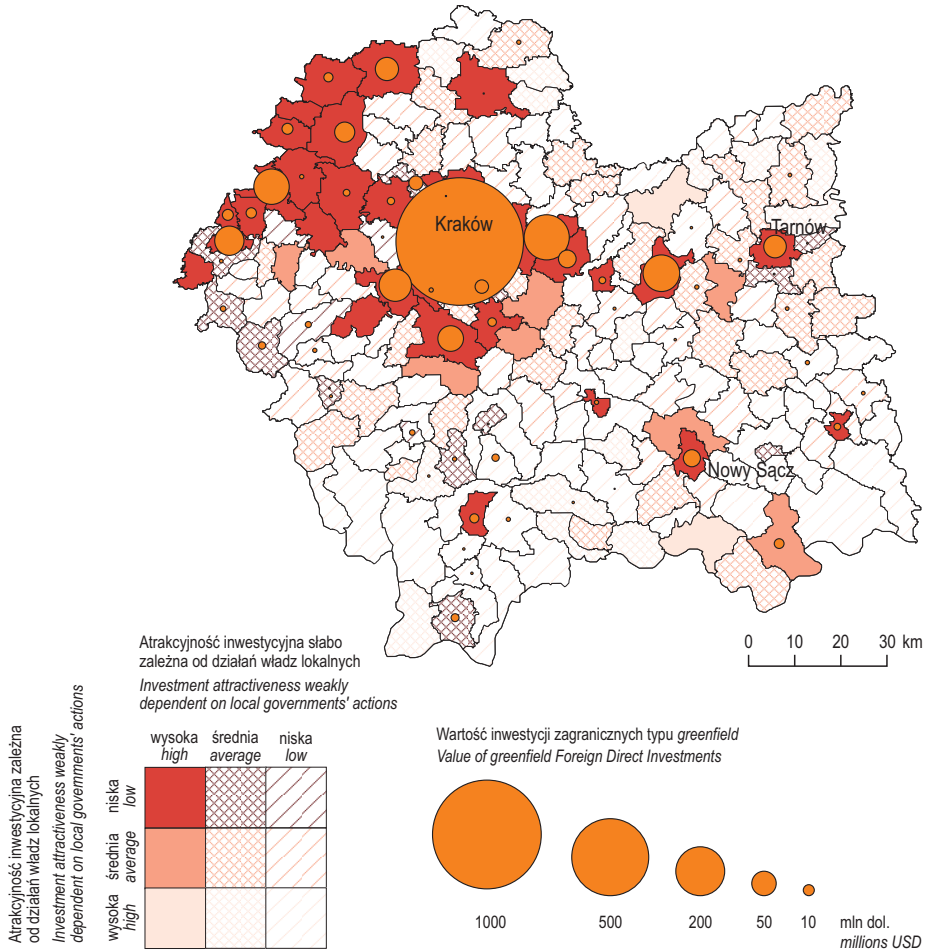 Kraków
Tarnów
Nowy Sącz
0 10 20 30 km
Atrakcyjność inwestycyjna słabo
zależna od działań władz lokalnych
Investment attractiveness weakly
dependent on local governments' actions
wysoka średnia niska
high average low
Atrakcyjność inwestycyjna zależna
od działań władz lokalnych
Investment attractiveness weakly
dependent on local governments' actions
niska
low
średnia
average
wysoka
high
Wartość inwestycji zagranicznych typu greenfield
Value of greenfield Foreign Direct Investments
1000 500 200 50 10 mln dol.
millions USD